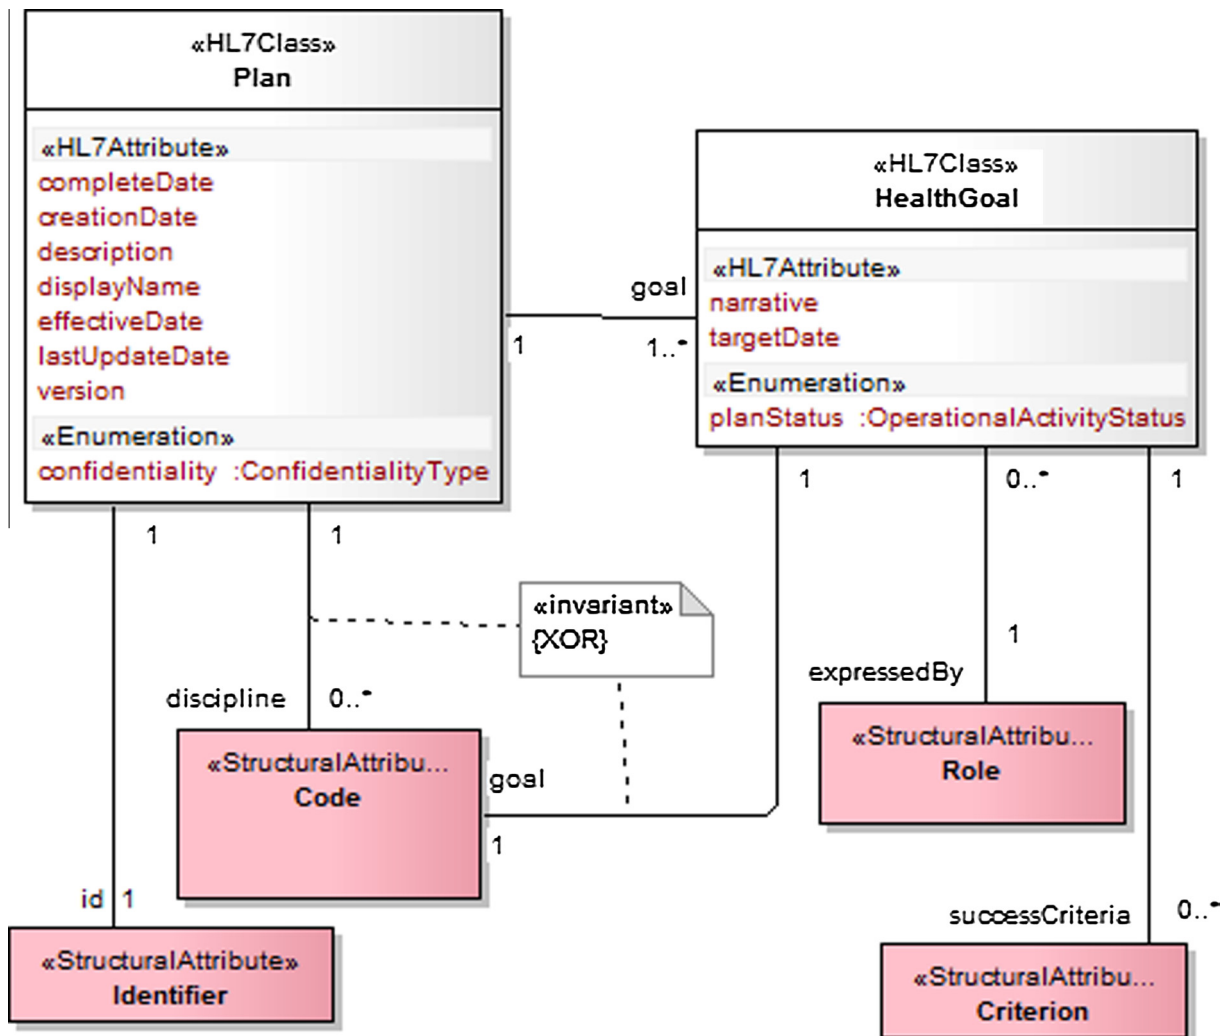 «HL7Class»
Plan
«HL7Attribute»
completeDate
creationDate
description
displayName
effectiveDate
lastUpdateDate
version
«Enumeration»
confidentiality :ConfidentialityType
«HL7Class»
HealthGoal
«HL7Attribute»
narrative
targetDate
«Enumeration»
planStatus :OperationalActivityStatus
goal
1
1..*
1
1
1
0..*
1
«invariant»
{XOR}
1
expressedBy
discipline
0..*
«StructuralAttribu...
Code
goal
1
«StructuralAttribu...
Role
id 1
«StructuralAttribute»
Identifier
successCriteria
0..*
«StructuralAttribu...
Criterion